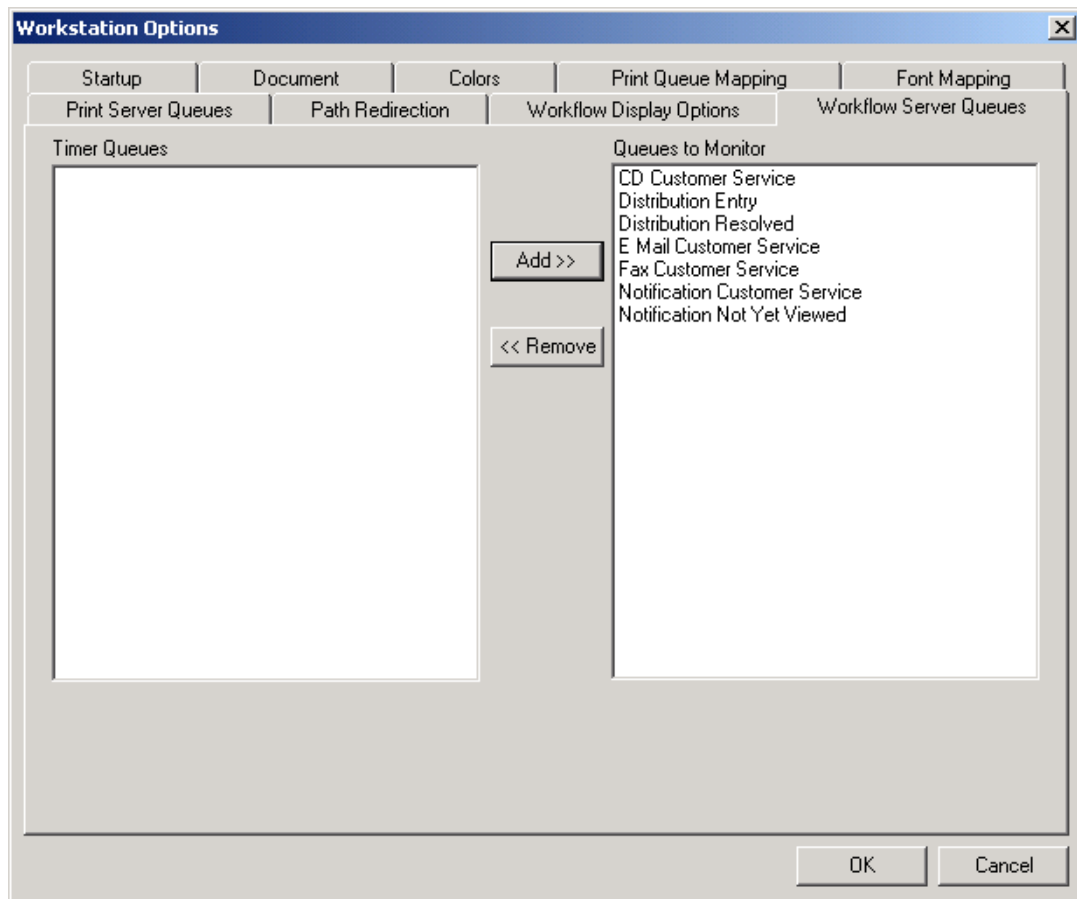 Workstation Options
Startup Document Colors Print Queue Mapping Font Mapping
Print Server Queues Path Redirection Workflow Display Options Workflow Server Queues
Timer Queues
Queues to Monitor
CD Customer Service
Distribution Entry
Distribution Resolved
E Mail Customer Service
Fax Customer Service
Notification Customer Service
Notification Not Yet Viewed
Add >>
<< Remove
OK Cancel